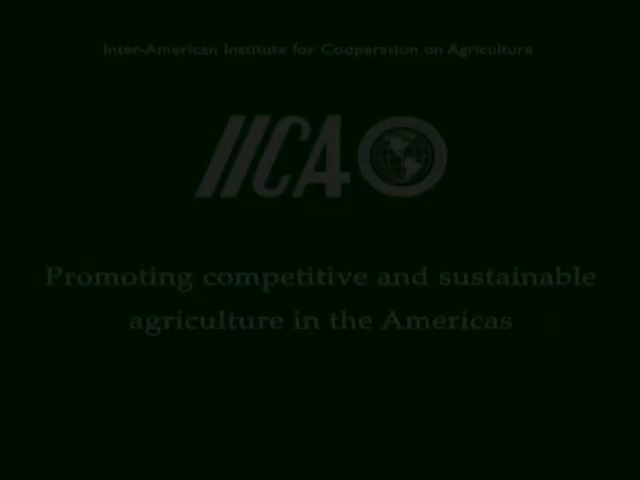 Inter-American Institute for Cooperation on Agriculture
IICA
Promoting competitive and sustainable
agriculture in the Americas